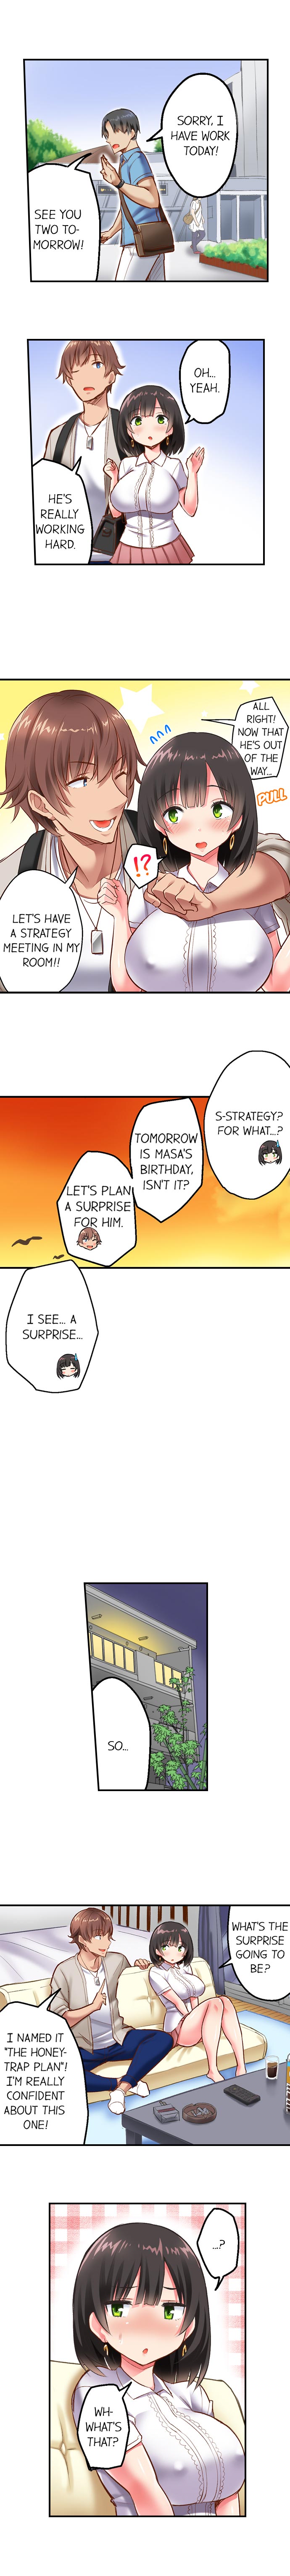 SORRY, I
HAVE WORK
TODAY!
SEE YOU
TWO TO-
MORROW!
OH...
YEAH.
HE'S
REALLY
WORKING
HARD.
ALL
RIGHT!
NOW THAT
HE'S OUT
OF THE
WAY...
PULL
!?
LET'S HAVE
A STRATEGY
MEETING IN MY
ROOM!!
S-STRATEGY?
FOR WHAT...?
TOMORROW
IS MASA'S
BIRTHDAY,
ISN'T IT?
LET'S PLAN
A SURPRISE
FOR HIM.
I SEE... A
SURPRISE...
SO...
WHAT'S THE
SURPRISE
GOING TO
BE?
I NAMED IT
"THE HONEY-
TRAP PLAN"!
I'M REALLY
CONFIDENT
ABOUT THIS
ONE!
...?
WH-
WHAT'S
THAT?